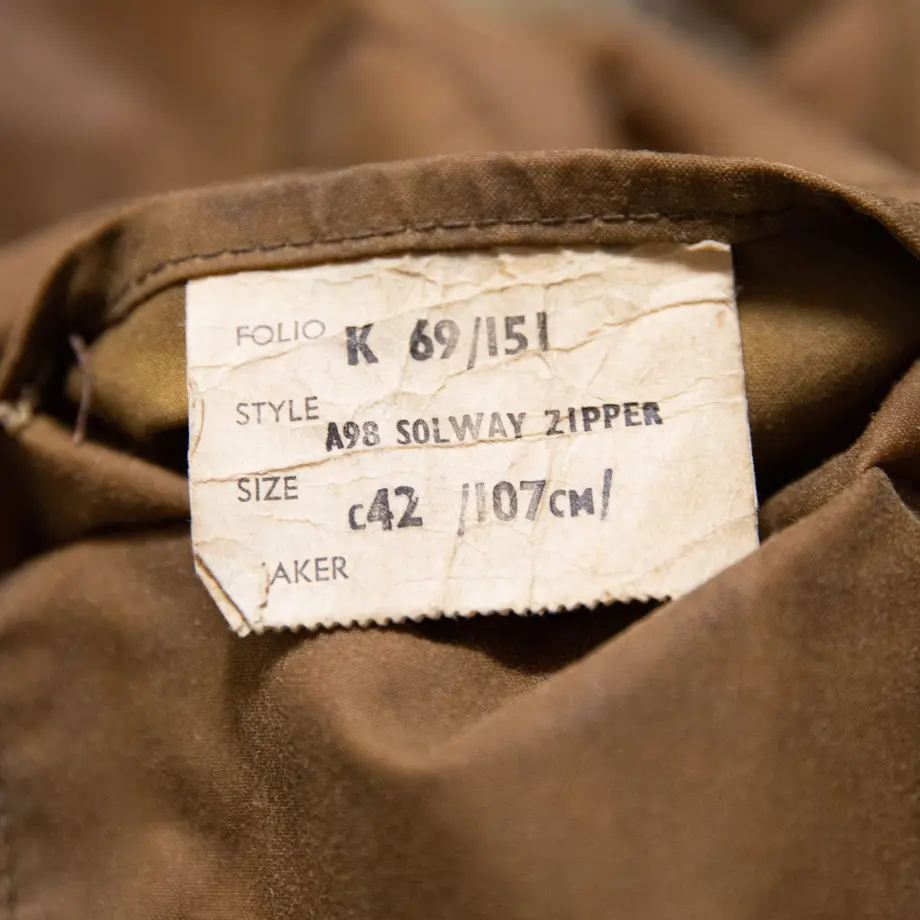 FOLIO K 69/151
STYLE A98 SOLWAY ZIPPER
SIZE C42 /107CM/
AKER